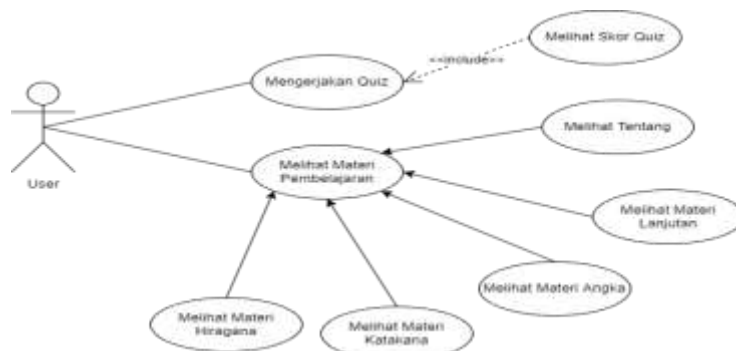 Melihat Skor Quiz
<<include>>
Mengerjakan Quiz
Melihat Tentang
Melihat Materi
Pembelajaran
User
Melihat Materi
Lanjutan
Melihat Materi Angka
Melihat Materi
Hiragana
Melihat Materi
Katakana